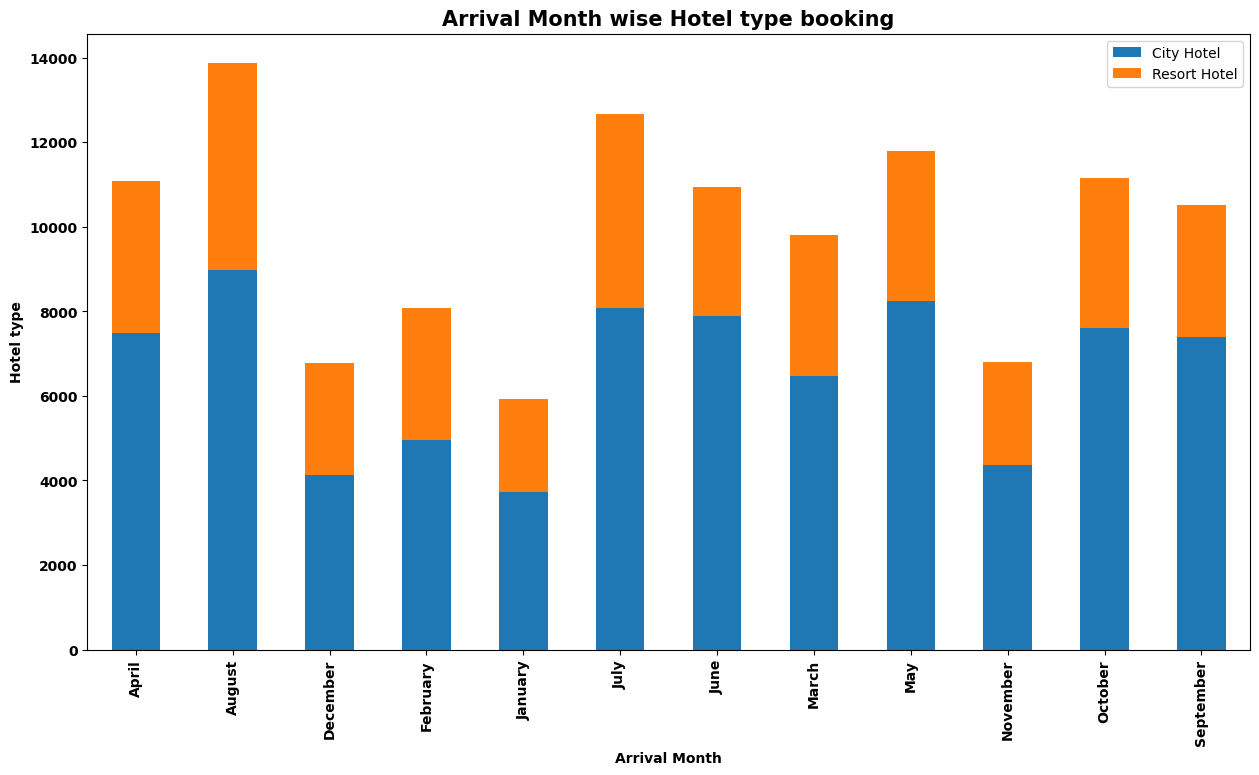 Arrival Month wise Hotel type booking
City Hotel
Resort Hotel
Hotel type
14000
12000
10000
8000
6000
4000
2000
0
April
August
December
February
January
July
June
March
May
November
October
September
Arrival Month